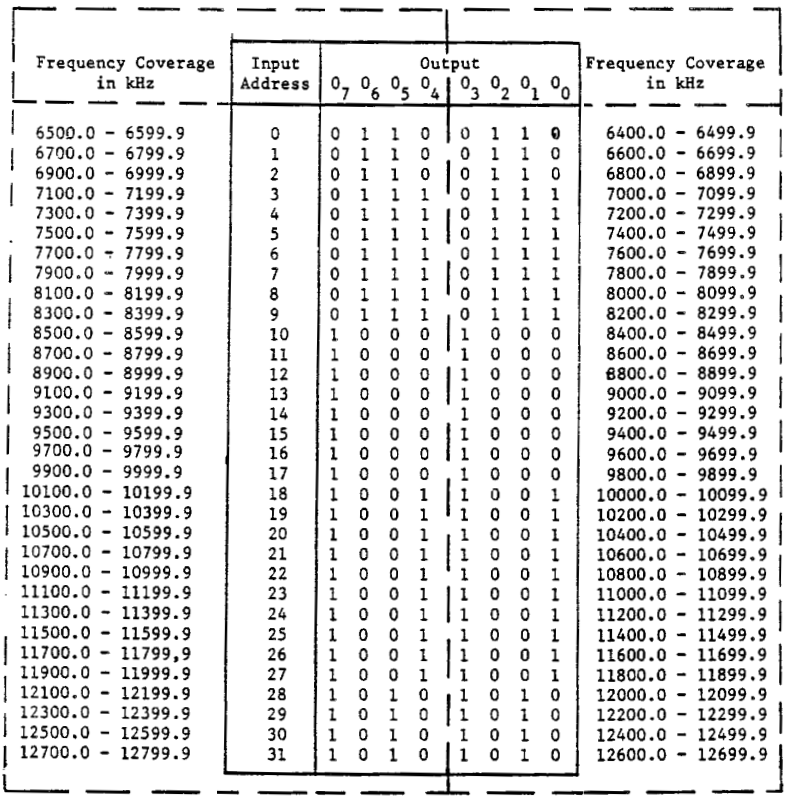 Frequency Coverage Input Output Frequency Coverage
in kHz Address 0₇ 0₆ 0₅ 0₄ 0₃ 0₂ 0₁ 0₀ in kHz
6500.0 - 6599.9 0 0 1 1 0 0 1 1 0 6400.0 - 6499.9
6700.0 - 6799.9 1 0 1 1 0 0 1 1 0 6600.0 - 6699.9
6900.0 - 6999.9 2 0 1 1 0 0 1 1 0 6800.0 - 6899.9
7100.0 - 7199.9 3 0 1 1 1 0 1 1 1 7000.0 - 7099.9
7300.0 - 7399.9 4 0 1 1 1 0 1 1 1 7200.0 - 7299.9
7500.0 - 7599.9 5 0 1 1 1 0 1 1 1 7400.0 - 7499.9
7700.0 - 7799.9 6 0 1 1 1 0 1 1 1 7600.0 - 7699.9
7900.0 - 7999.9 7 0 1 1 1 0 1 1 1 7800.0 - 7899.9
8100.0 - 8199.9 8 0 1 1 1 0 1 1 1 8000.0 - 8099.9
8300.0 - 8399.9 9 0 1 1 1 0 1 1 1 8200.0 - 8299.9
8500.0 - 8599.9 10 1 0 0 0 1 0 0 0 8400.0 - 8499.9
8700.0 - 8799.9 11 1 0 0 0 1 0 0 0 8600.0 - 8699.9
8900.0 - 8999.9 12 1 0 0 0 1 0 0 0 8800.0 - 8899.9
9100.0 - 9199.9 13 1 0 0 0 1 0 0 0 9000.0 - 9099.9
9300.0 - 9399.9 14 1 0 0 0 1 0 0 0 9200.0 - 9299.9
9500.0 - 9599.9 15 1 0 0 0 1 0 0 0 9400.0 - 9499.9
9700.0 - 9799.9 16 1 0 0 0 1 0 0 0 9600.0 - 9699.9
9900.0 - 9999.9 17 1 0 0 0 1 0 0 0 9800.0 - 9899.9
10100.0 - 10199.9 18 1 0 0 1 1 0 0 1 10000.0 - 10099.9
10300.0 - 10399.9 19 1 0 0 1 1 0 0 1 10200.0 - 10299.9
10500.0 - 10599.9 20 1 0 0 1 1 0 0 1 10400.0 - 10499.9
10700.0 - 10799.9 21 1 0 0 1 1 0 0 1 10600.0 - 10699.9
10900.0 - 10999.9 22 1 0 0 1 1 0 0 1 10800.0 - 10899.9
11100.0 - 11199.9 23 1 0 0 1 1 0 0 1 11000.0 - 11099.9
11300.0 - 11399.9 24 1 0 0 1 1 0 0 1 11200.0 - 11299.9
11500.0 - 11599.9 25 1 0 0 1 1 0 0 1 11400.0 - 11499.9
11700.0 - 11799,9 26 1 0 0 1 1 0 0 1 11600.0 - 11699.9
11900.0 - 11999.9 27 1 0 0 1 1 0 0 1 11800.0 - 11899.9
12100.0 - 12199.9 28 1 0 1 0 1 0 1 0 12000.0 - 12099.9
12300.0 - 12399.9 29 1 0 1 0 1 0 1 0 12200.0 - 12299.9
12500.0 - 12599.9 30 1 0 1 0 1 0 1 0 12400.0 - 12499.9
12700.0 - 12799.9 31 1 0 1 0 1 0 1 0 12600.0 - 12699.9